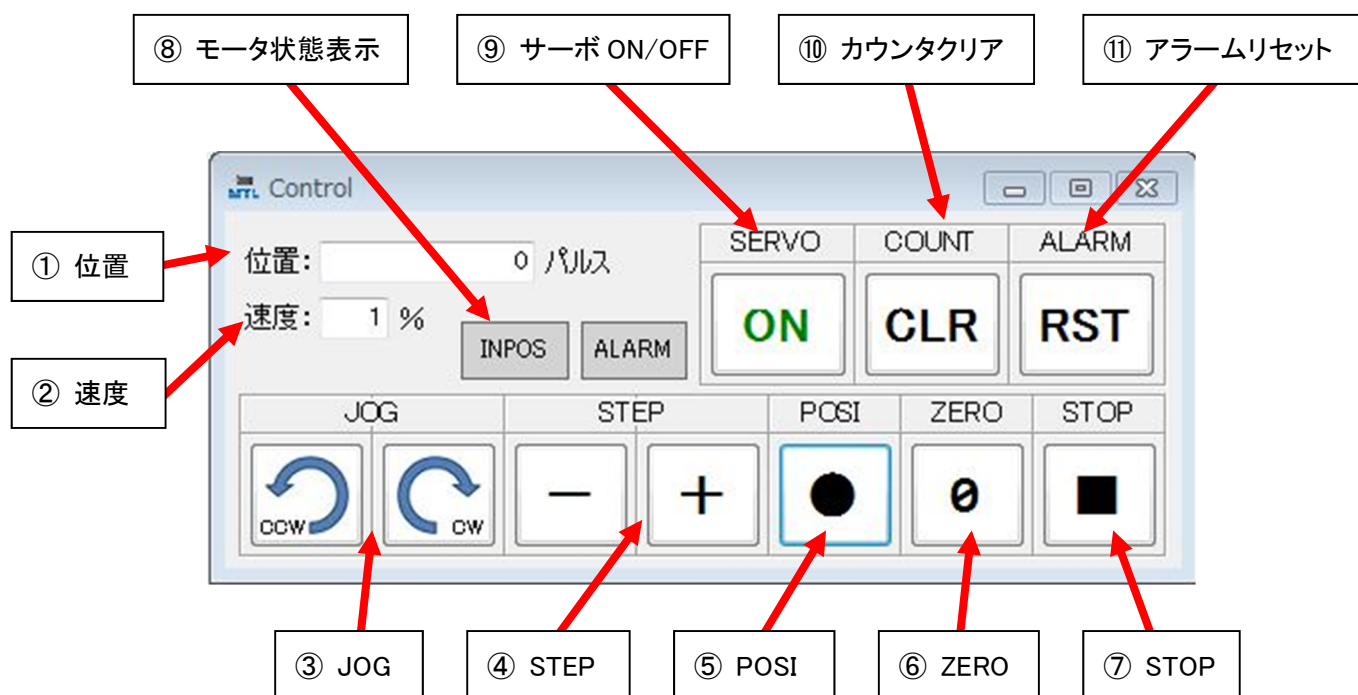 ⑧ モータ状態表示
⑨ サーボ ON/OFF
⑩ カウンタクリア
⑪ アラームリセット
MTL Control
① 位置
位置: 0 パルス
SERVO COUNT ALARM
② 速度
速度: 1 %
INPOS ALARM
ON CLR RST
JOG STEP POSI ZERO STOP
CCW CW － ＋ ● 0 ■
③ JOG
④ STEP
⑤ POSI
⑥ ZERO
⑦ STOP